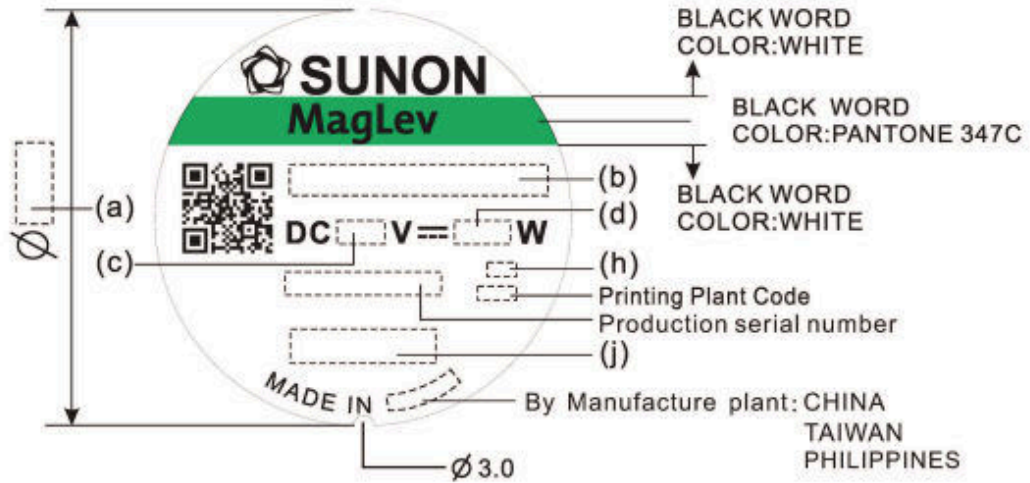 BLACK WORD
COLOR:WHITE
SUNON
MagLev
BLACK WORD
COLOR:PANTONE 347C
(a)
(b)
BLACK WORD
COLOR:WHITE
(d)
DC V W
Ø
(c)
(h)
Printing Plant Code
Production serial number
(j)
MADE IN
By Manufacture plant: CHINA
TAIWAN
PHILIPPINES
Ø 3.0